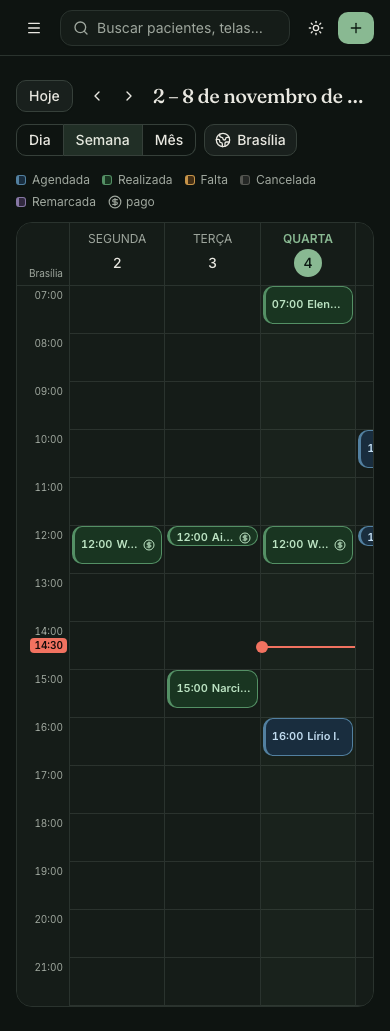 Buscar pacientes, telas...
Hoje
2 – 8 de novembro de ...
Dia Semana Mês Brasília
Agendada Realizada Falta Cancelada
Remarcada pago
Brasília
SEGUNDA TERÇA QUARTA
2 3 4
07:00
07:00 Elen...
08:00
09:00
10:00
11:00
12:00
12:00 W... 12:00 Ai... 12:00 W...
13:00
14:00
14:30
15:00
15:00 Narci...
16:00
16:00 Lírio I.
17:00
18:00
19:00
20:00
21:00